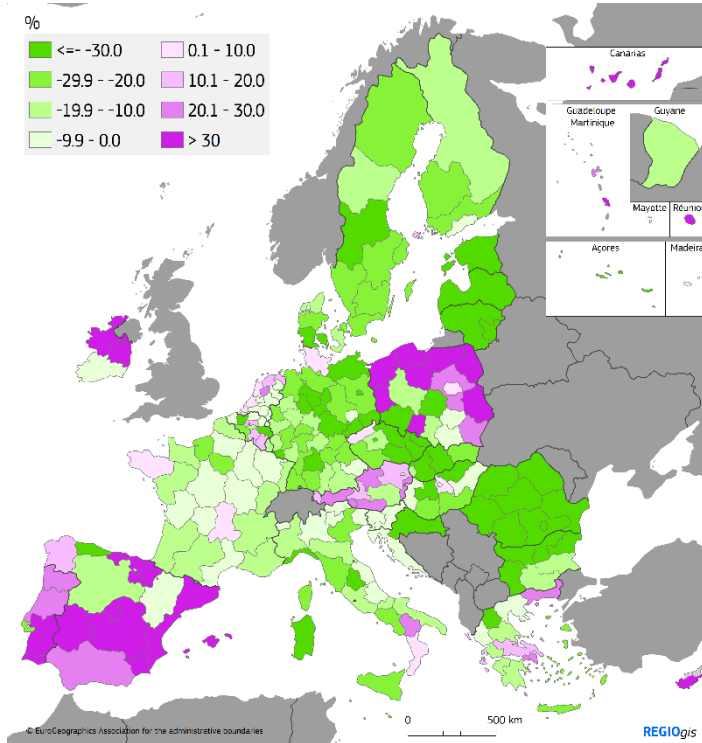 %
<=- -30.0
-29.9 - -20.0
-19.9 - -10.0
-9.9 - 0.0
0.1 - 10.0
10.1 - 20.0
20.1 - 30.0
> 30
Canarias
Guadeloupe
Martinique
Guyane
Mayotte
Réunion
Açores
Madeira
© EuroGeographics Association for the administrative boundaries
0
500 km
REGIOgis